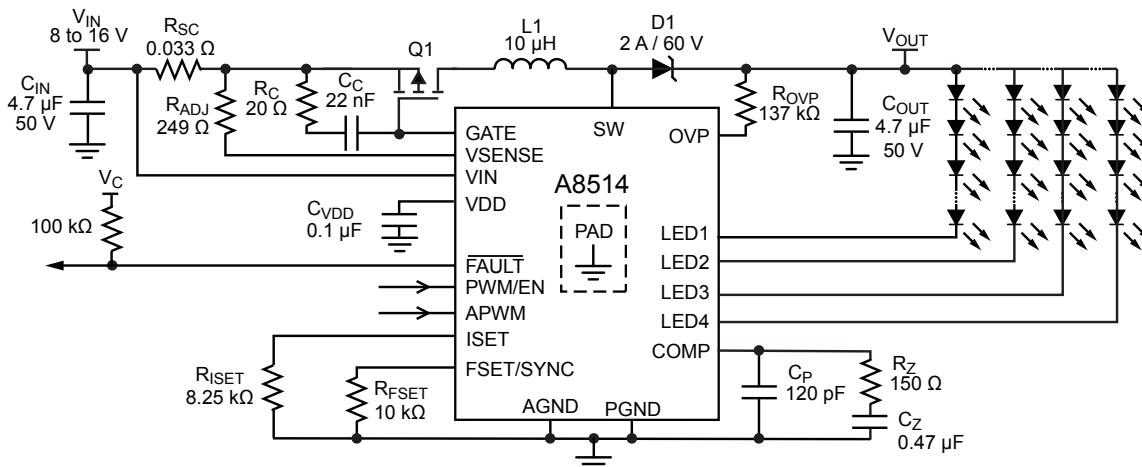 VIN
8 to 16 V
RSC
0.033 Ω
CIN
4.7 µF
50 V
RADJ
249 Ω
RC
20 Ω
CC
22 nF
Q1
L1
10 µH
D1
2 A / 60 V
VOUT
ROVP
137 kΩ
COUT
4.7 µF
50 V
VC
100 kΩ
CVDD
0.1 µF
GATE
VSENSE
VIN
VDD
FAULT
PWM/EN
APWM
ISET
FSET/SYNC
AGND
PGND
SW
OVP
A8514
PAD
LED1
LED2
LED3
LED4
COMP
RISET
8.25 kΩ
RFSET
10 kΩ
CP
120 pF
RZ
150 Ω
CZ
0.47 µF